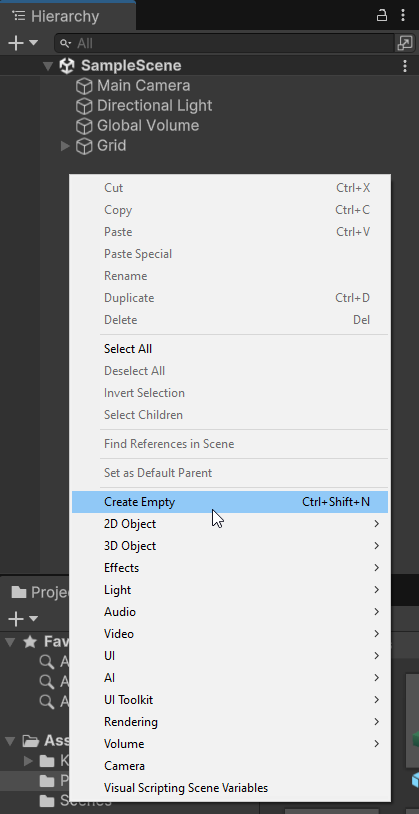 Hierarchy
All
SampleScene
Main Camera
Directional Light
Global Volume
Grid
Cut Ctrl+X
Copy Ctrl+C
Paste Ctrl+V
Paste Special
Rename
Duplicate Ctrl+D
Delete Del
Select All
Deselect All
Invert Selection
Select Children
Find References in Scene
Set as Default Parent
Create Empty Ctrl+Shift+N
2D Object
3D Object
Effects
Light
Audio
Video
UI
AI
UI Toolkit
Rendering
Volume
Camera
Visual Scripting Scene Variables
Proje
Fav
A
A
A
Ass
K
P
Scenes